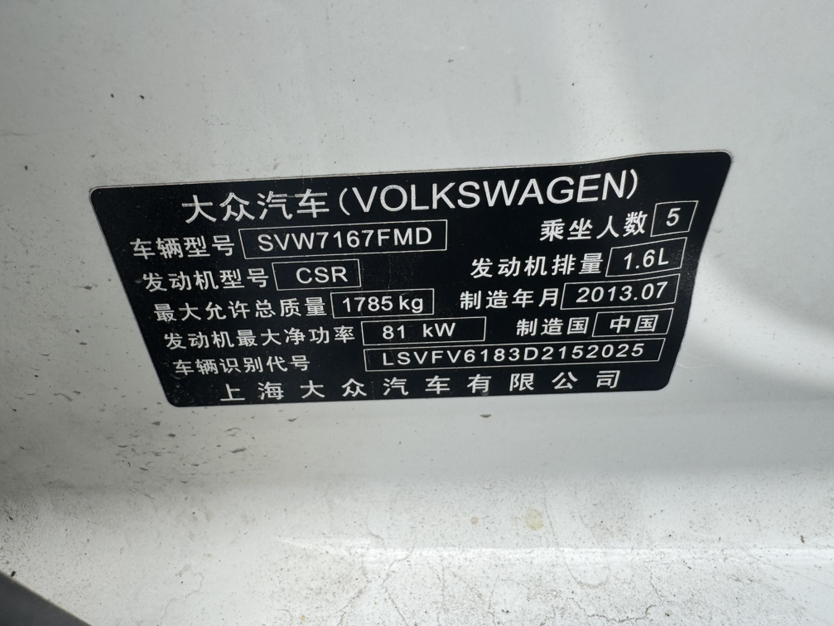 大众汽车(VOLKSWAGEN)
车辆型号 SVW7167FMD 乘坐人数 5
发动机型号 CSR 发动机排量 1.6L
最大允许总质量 1785kg 制造年月 2013.07
发动机最大净功率 81 kW 制造国 中国
车辆识别代号 LSVFV6183D2152025
上海大众汽车有限公司